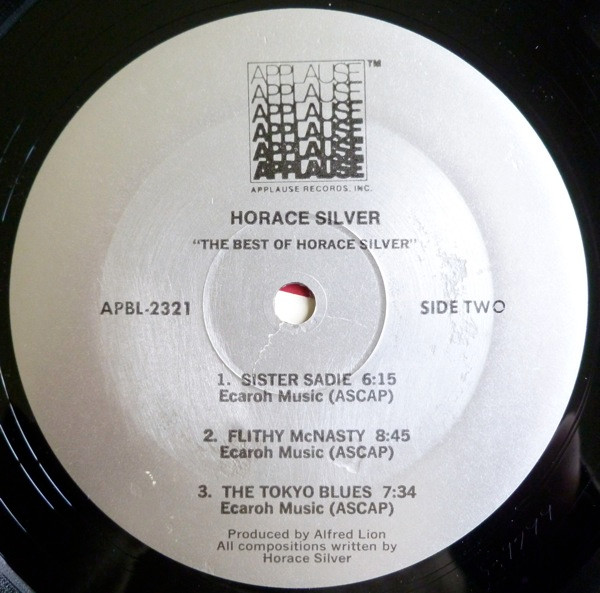 APPLAUSE
APPLAUSE
APPLAUSE
APPLAUSE
APPLAUSE
APPLAUSE
TM
APPLAUSE RECORDS, INC.
HORACE SILVER
"THE BEST OF HORACE SILVER"
APBL-2321
SIDE TWO
1. SISTER SADIE 6:15
Ecaroh Music (ASCAP)
2. FLITHY McNASTY 8:45
Ecaroh Music (ASCAP)
3. THE TOKYO BLUES 7:34
Ecaroh Music (ASCAP)
Produced by Alfred Lion
All compositions written by
Horace Silver